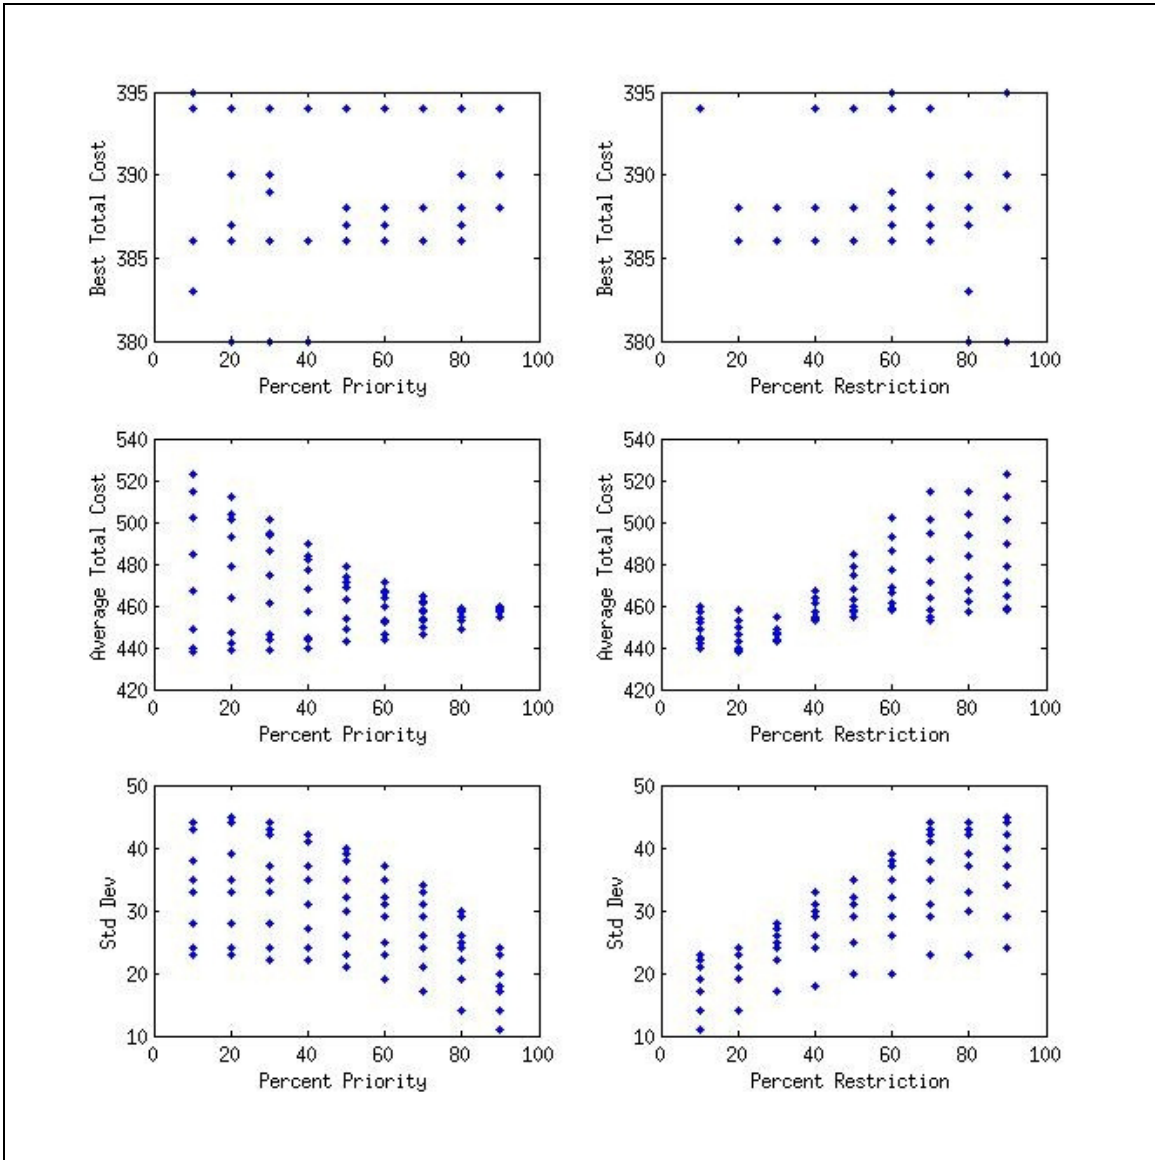 395
390
385
380
Best Total Cost
0 20 40 60 80 100
Percent Priority
395
390
385
380
Best Total Cost
0 20 40 60 80 100
Percent Restriction
540
520
500
480
460
440
420
Average Total Cost
0 20 40 60 80 100
Percent Priority
540
520
500
480
460
440
420
Average Total Cost
0 20 40 60 80 100
Percent Restriction
50
40
30
20
10
Std Dev
0 20 40 60 80 100
Percent Priority
50
40
30
20
10
Std Dev
0 20 40 60 80 100
Percent Restriction